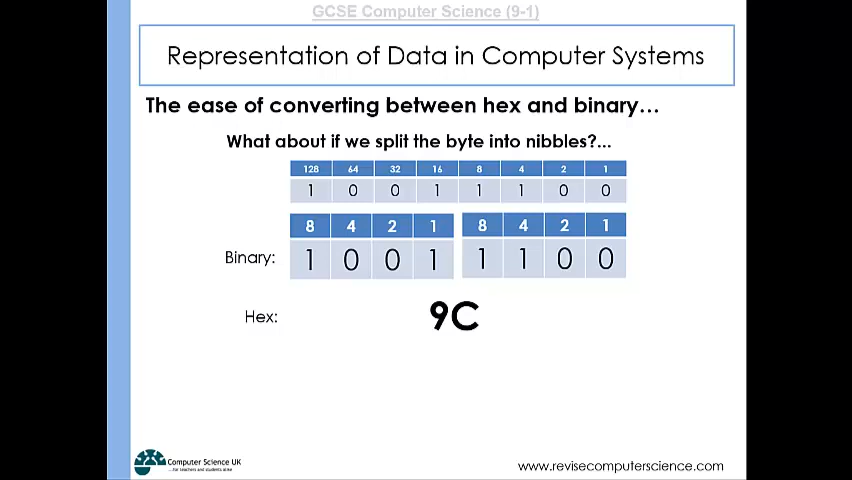 GCSE Computer Science (9-1)
Representation of Data in Computer Systems
The ease of converting between hex and binary…
What about if we split the byte into nibbles?...
128 64 32 16 8 4 2 1
1 0 0 1 1 1 0 0
8 4 2 1 8 4 2 1
Binary: 1 0 0 1 1 1 0 0
Hex: 9C
Computer Science UK
...for teachers and students alike
www.revisecomputerscience.com